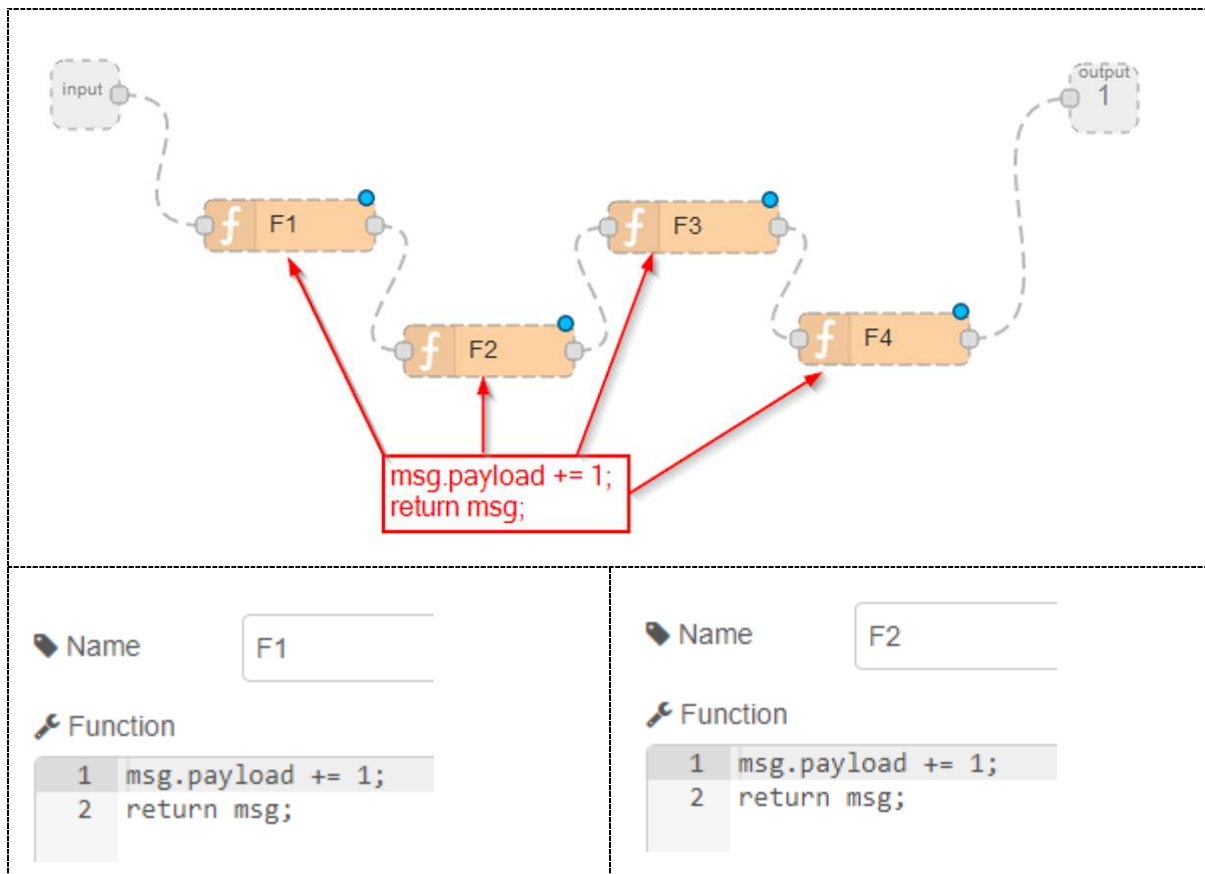 input
output
1
F1
F3
F2
F4
msg.payload += 1;
return msg;
Name
F1
Function
1 msg.payload += 1;
2 return msg;
Name
F2
Function
1 msg.payload += 1;
2 return msg;